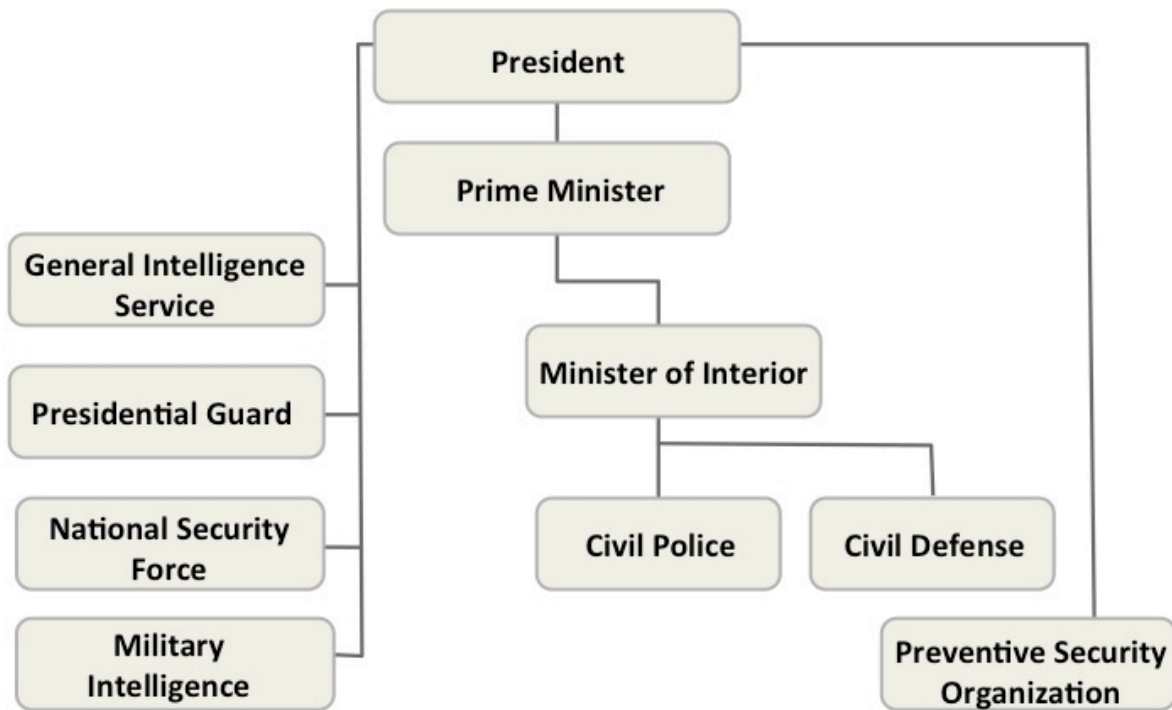 President
Prime Minister
General Intelligence
Service
Presidential Guard
National Security
Force
Military
Intelligence
Minister of Interior
Civil Police
Civil Defense
Preventive Security
Organization